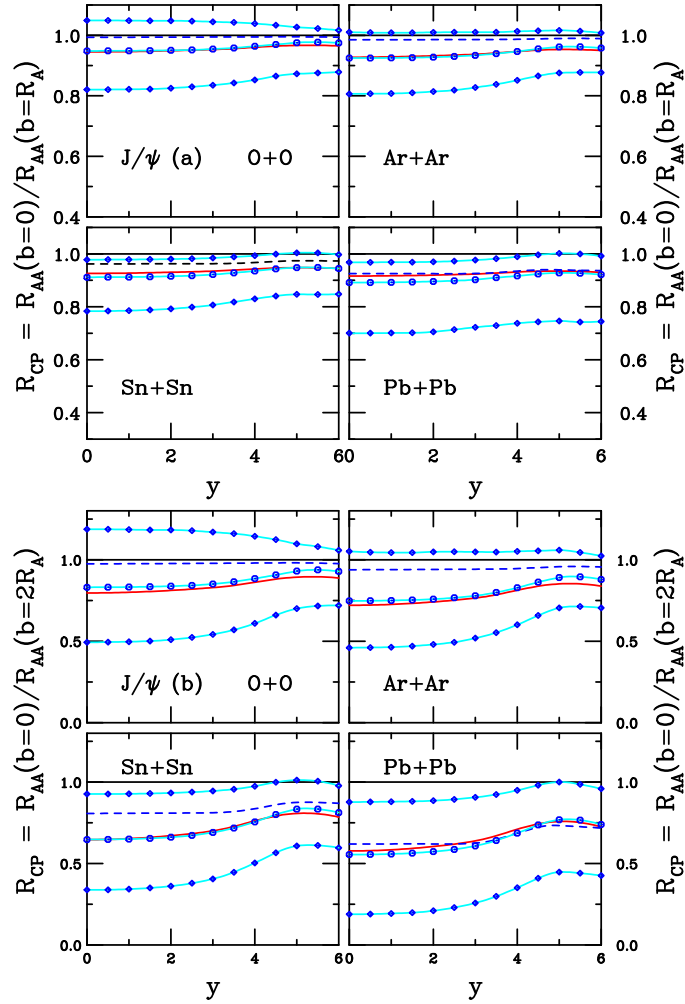 R_CP = R_AA(b=0)/R_AA(b=R_A)
1.0
0.8
0.6
0.4
J/ψ (a) O+O
Ar+Ar
1.0
0.8
0.6
0.4
R_CP = R_AA(b=0)/R_AA(b=R_A)
1.0
0.8
0.6
0.4
Sn+Sn
Pb+Pb
1.0
0.8
0.6
0.4
0 2 4 6 0 2 4 6
y y
R_CP = R_AA(b=0)/R_AA(b=2R_A)
1.0
0.5
0.0
J/ψ (b) O+O
Ar+Ar
1.0
0.5
0.0
R_CP = R_AA(b=0)/R_AA(b=2R_A)
1.0
0.5
0.0
Sn+Sn
Pb+Pb
1.0
0.5
0.0
0 2 4 6 0 2 4 6
y y